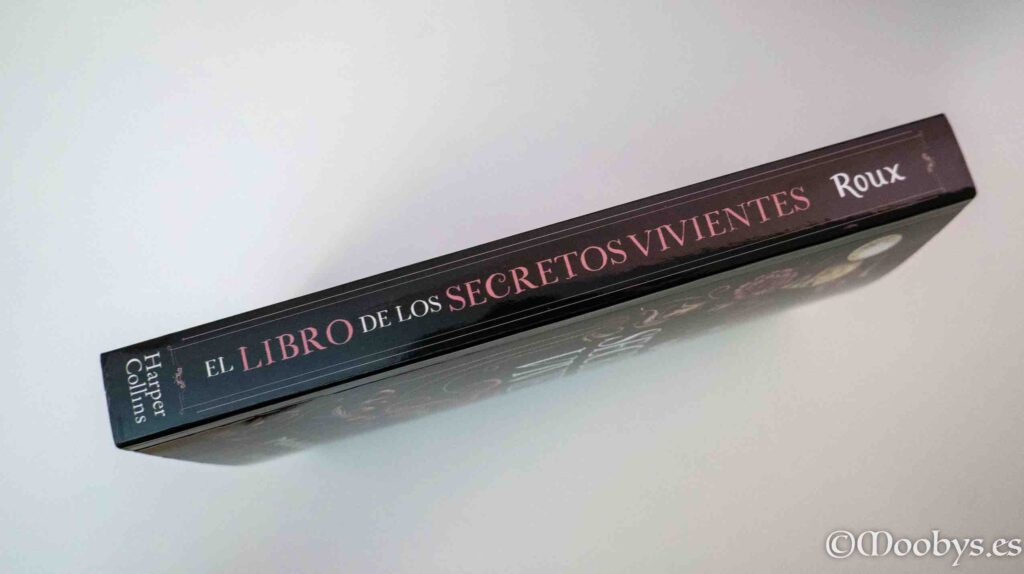 EL LIBRO DE LOS SECRETOS VIVIENTES
Roux
Harper
Collins
©Moobys.es